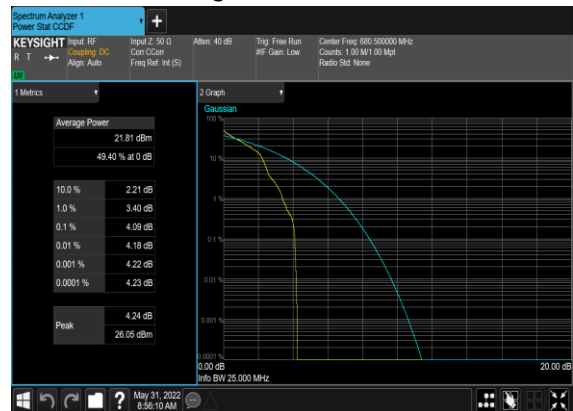 Spectrum Analyzer 1
Power Stat CCDF
+
KEYSIGHT
R T
Input: RF
Coupling: DC
Align: Auto
Input Z: 50 Ω
Corr CCorr
Freq Ref: Int (S)
Atten: 40 dB
Trig: Free Run
#IF Gain: Low
Center Freq: 680.500000 MHz
Counts: 1.00 M/1.00 Mpt
Radio Std: None
1 Metrics
Average Power
21.81 dBm
49.40 % at 0 dB
10.0 % 2.21 dB
1.0 % 3.40 dB
0.1 % 4.09 dB
0.01 % 4.18 dB
0.001 % 4.22 dB
0.0001 % 4.23 dB
Peak
4.24 dB
26.05 dBm
2 Graph
Gaussian
100 %
10 %
1 %
0.1 %
0.01 %
0.001 %
0.0001 %
0.00 dB 20.00 dB
Info BW 25.000 MHz
?
May 31, 2022
8:56:10 AM